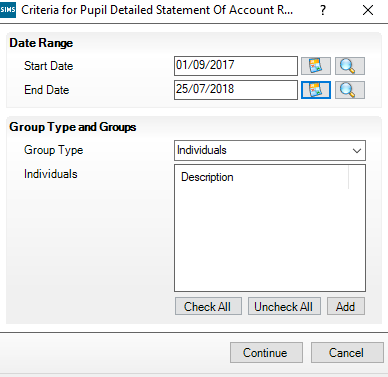 SIMS Criteria for Pupil Detailed Statement Of Account R... ?
Date Range
Start Date 01/09/2017
End Date 25/07/2018
Group Type and Groups
Group Type Individuals
Individuals Description
Check All Uncheck All Add
Continue Cancel